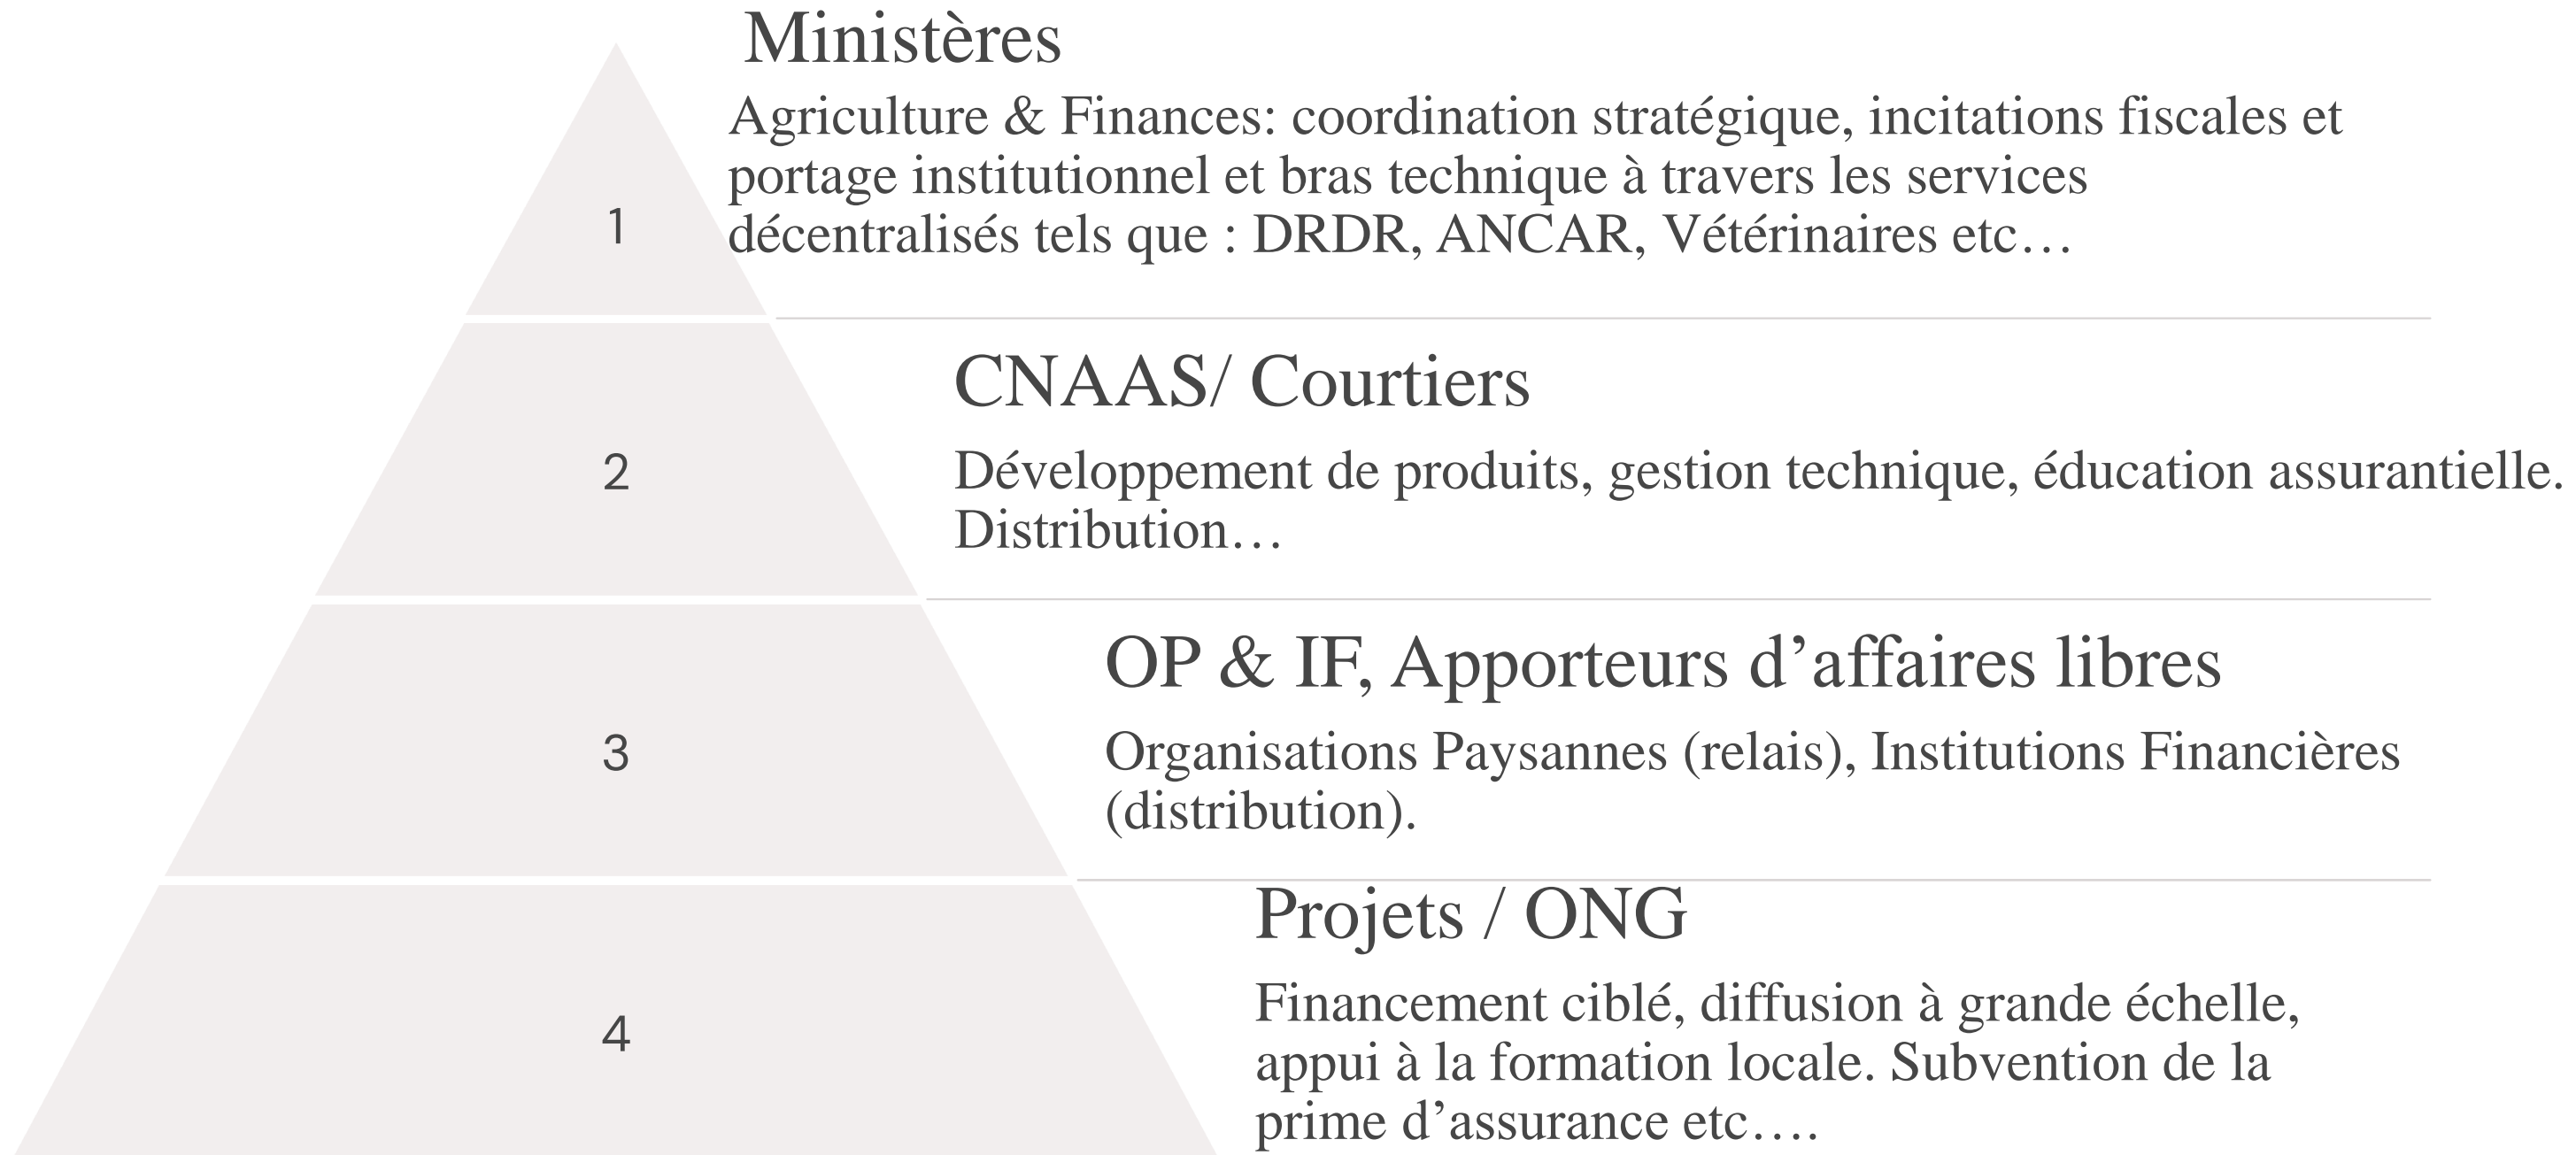 Ministères
Agriculture & Finances: coordination stratégique, incitations fiscales et
portage institutionnel et bras technique à travers les services
décentralisés tels que : DRDR, ANCAR, Vétérinaires etc…
1
CNAAS/ Courtiers
Développement de produits, gestion technique, éducation assurantielle.
Distribution…
2
OP & IF, Apporteurs d’affaires libres
Organisations Paysannes (relais), Institutions Financières
(distribution).
3
Projets / ONG
Financement ciblé, diffusion à grande échelle,
appui à la formation locale. Subvention de la
prime d’assurance etc….
4